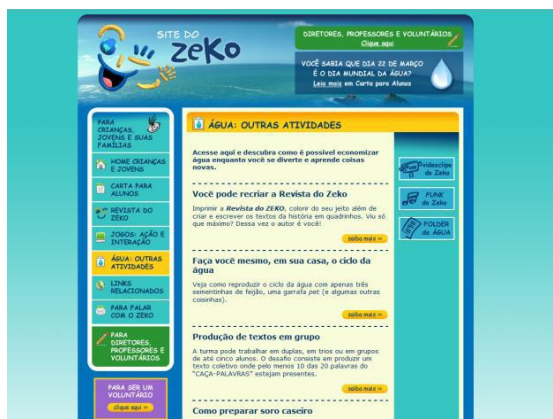 SITE DO
ZeKo
DIRETORES, PROFESSORES E VOLUNTÁRIOS
Clique aqui
VOCÊ SABIA QUE DIA 22 DE MARÇO
É O DIA MUNDIAL DA ÁGUA?
Leia mais em Carta para Alunos
PARA
CRIANÇAS,
JOVENS E SUAS
FAMÍLIAS
HOME CRIANÇAS
E JOVENS
CARTA PARA
ALUNOS
REVISTA DO
ZEKO
JOGOS: AÇÃO E
INTERAÇÃO
ÁGUA: OUTRAS
ATIVIDADES
LINKS
RELACIONADOS
PARA FALAR
COM O ZEKO
PARA
DIRETORES,
PROFESSORES E
VOLUNTÁRIOS
PARA SER UM
VOLUNTÁRIO
clique aqui »
ÁGUA: OUTRAS ATIVIDADES
Acesse aqui e descubra como é possível economizar
água enquanto você se diverte e aprende coisas
novas.
Você pode recriar a Revista do Zeko
Imprimir a Revista do ZEKO, colorir do seu jeito além de
criar e escrever os textos da história em quadrinhos. Viu só
que máximo? Dessa vez o autor é você!
saiba mais »
Faça você mesmo, em sua casa, o ciclo da
água
Veja como reproduzir o ciclo da água com apenas três
sementinhas de feijão, uma garrafa pet (e algumas outras
coisinhas).
saiba mais »
Produção de textos em grupo
A turma pode trabalhar em duplas, em trios ou em grupos
de até cinco alunos. O desafio consiste em produzir um
texto coletivo onde pelo menos 10 das 20 palavras do
"CAÇA-PALAVRAS" estejam presentes.
saiba mais »
Como preparar soro caseiro
Videoclipe
do Zeko
FUNK
do Zeko
FOLDER
da ÁGUA